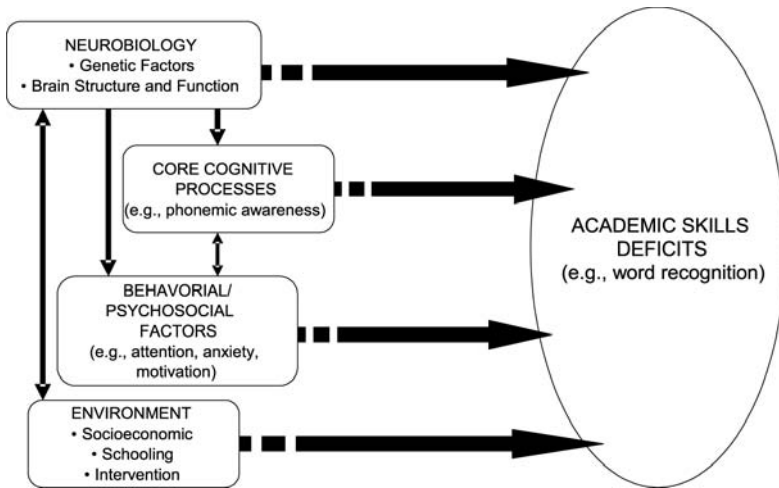 NEUROBIOLOGY
• Genetic Factors
• Brain Structure and Function
CORE COGNITIVE
PROCESSES
(e.g., phonemic awareness)
BEHAVORIAL/
PSYCHOSOCIAL
FACTORS
(e.g., attention, anxiety,
motivation)
ENVIRONMENT
• Socioeconomic
• Schooling
• Intervention
ACADEMIC SKILLS
DEFICITS
(e.g., word recognition)